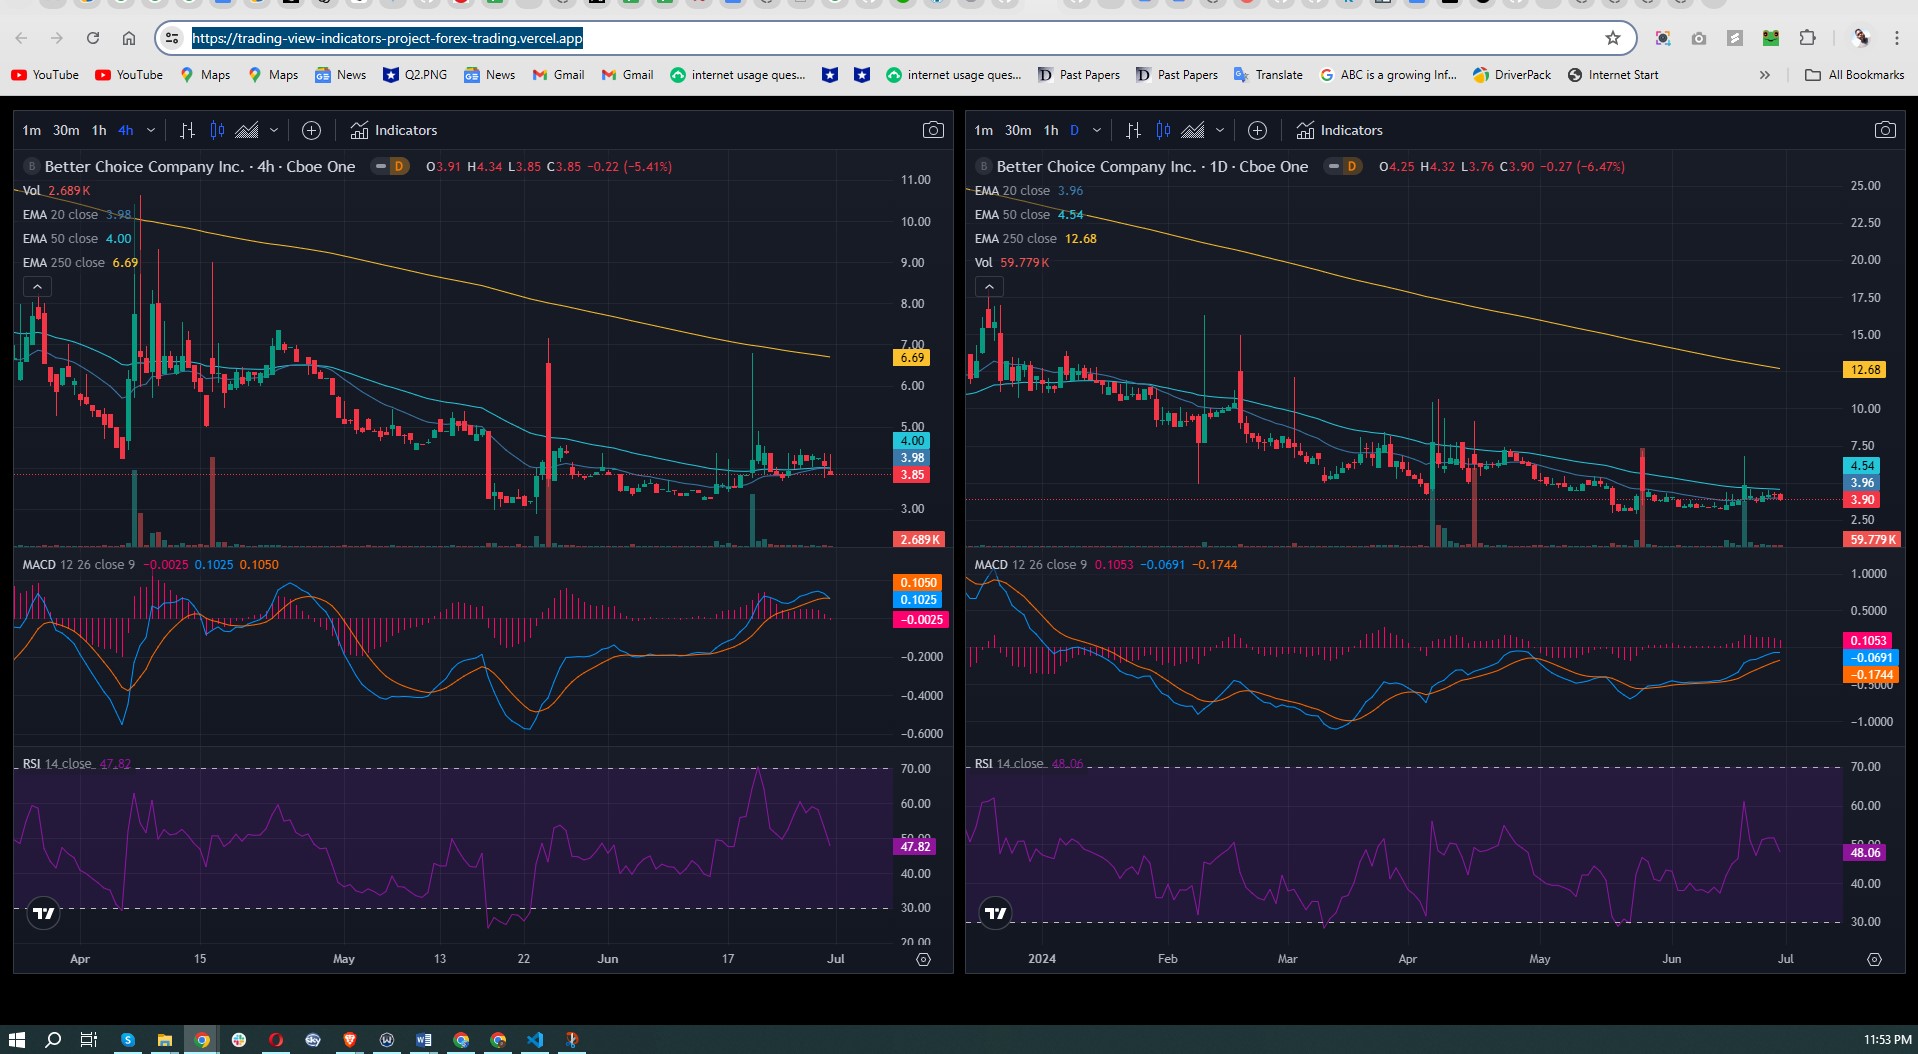 https://trading-view-indicators-project-forex-trading.vercel.app
YouTube YouTube Maps Maps News Q2.PNG News Gmail Gmail internet usage ques... internet usage ques... Past Papers Past Papers Translate ABC is a growing Inf... DriverPack Internet Start » All Bookmarks
1m 30m 1h 4h Indicators
B Better Choice Company Inc. · 4h · Cboe One D O3.91 H4.34 L3.85 C3.85 −0.22 (−5.41%)
Vol 2.689K
EMA 20 close 3.98
EMA 50 close 4.00
EMA 250 close 6.69
11.00
10.00
9.00
8.00
7.00
6.69
6.00
5.00
4.00
3.98
3.85
3.00
2.689K
MACD 12 26 close 9 −0.0025 0.1025 0.1050
0.1050
0.1025
−0.0025
−0.2000
−0.4000
−0.6000
RSI 14 close 47.82
70.00
60.00
50.00
47.82
40.00
30.00
20.00
Apr 15 May 13 22 Jun 17 Jul
1m 30m 1h D Indicators
B Better Choice Company Inc. · 1D · Cboe One D O4.25 H4.32 L3.76 C3.90 −0.27 (−6.47%)
EMA 20 close 3.96
EMA 50 close 4.54
EMA 250 close 12.68
Vol 59.779K
25.00
22.50
20.00
17.50
15.00
12.68
10.00
7.50
4.54
3.96
3.90
2.50
59.779K
MACD 12 26 close 9 0.1053 −0.0691 −0.1744
1.0000
0.5000
0.1053
−0.0691
−0.1744
−0.5000
−1.0000
RSI 14 close 48.06
70.00
60.00
50.00
48.06
40.00
30.00
2024 Feb Mar Apr May Jun Jul
11:53 PM